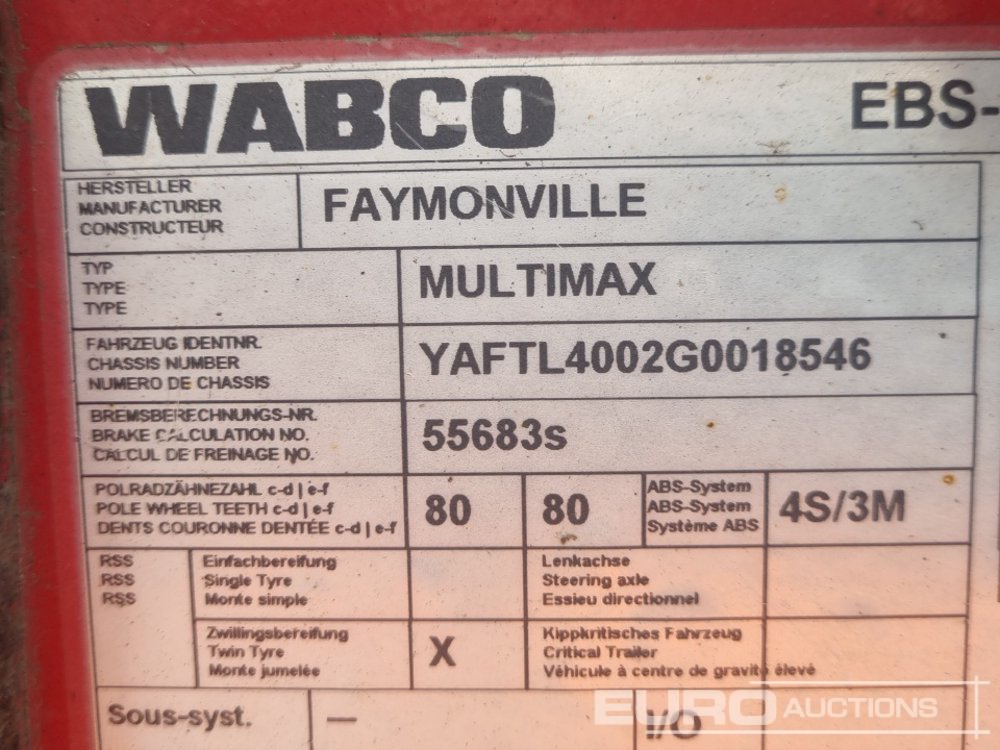 WABCO EBS-
HERSTELLER
MANUFACTURER
CONSTRUCTEUR
FAYMONVILLE
TYP
TYPE
TYPE
MULTIMAX
FAHRZEUG IDENTNR.
CHASSIS NUMBER
NUMERO DE CHASSIS
YAFTL4002G0018546
BREMSBERECHNUNGS-NR.
BRAKE CALCULATION NO.
CALCUL DE FREINAGE NO.
55683s
POLRADZÄHNEZAHL c-d | e-f
POLE WHEEL TEETH c-d | e-f
DENTS COURONNE DENTÉE c-d | e-f
80
80
ABS-System
ABS-System
Système ABS
4S/3M
RSS
RSS
RSS
Einfachbereifung
Single Tyre
Monte simple
Lenkachse
Steering axle
Essieu directionnel
Zwillingsbereifung
Twin Tyre
Monte jumelée
X
Kippkritisches Fahrzeug
Critical Trailer
Véhicule à centre de gravité élevé
Sous-syst.
—
I/O
EURO AUCTIONS